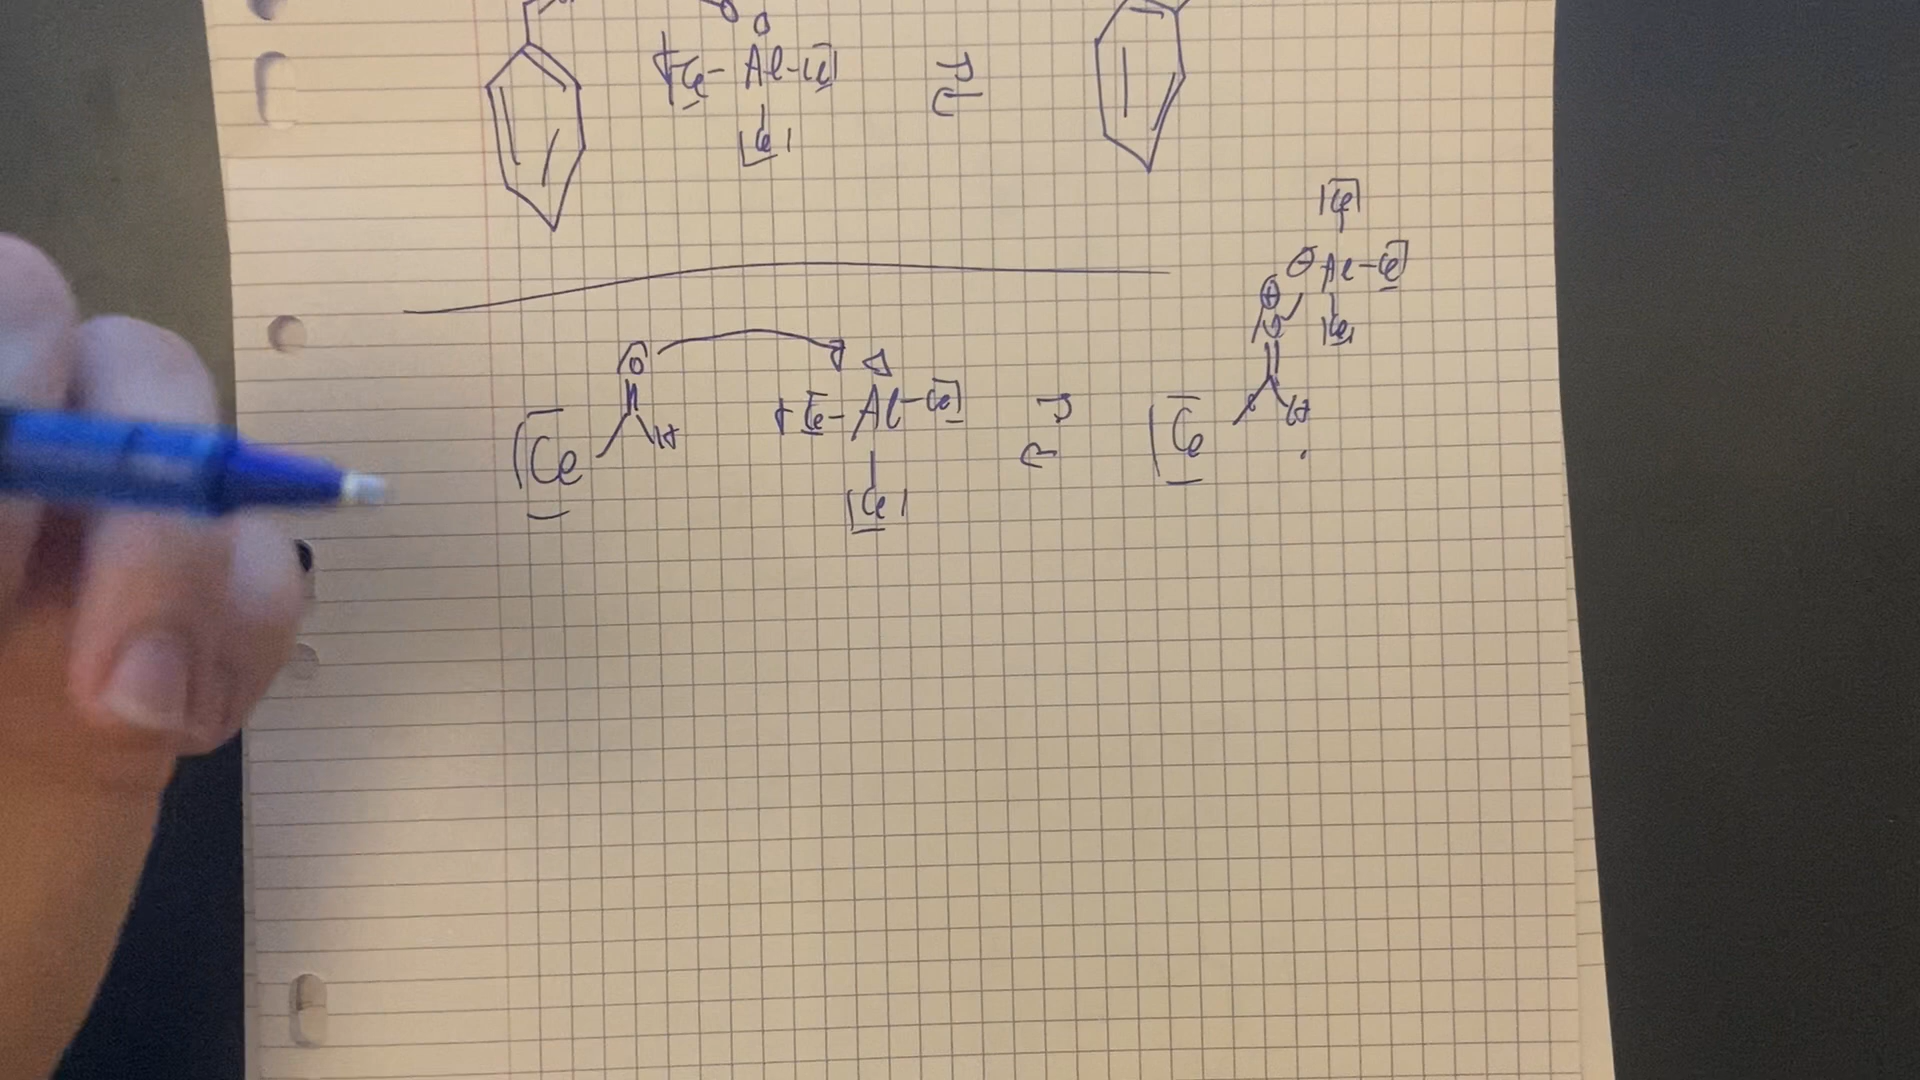 Cl - Al - Cl
Cl
Cl
O ⊖ Al - Cl
⊕
O Cl
O
Cl H + Cl - Al - Cl Cl H
Cl